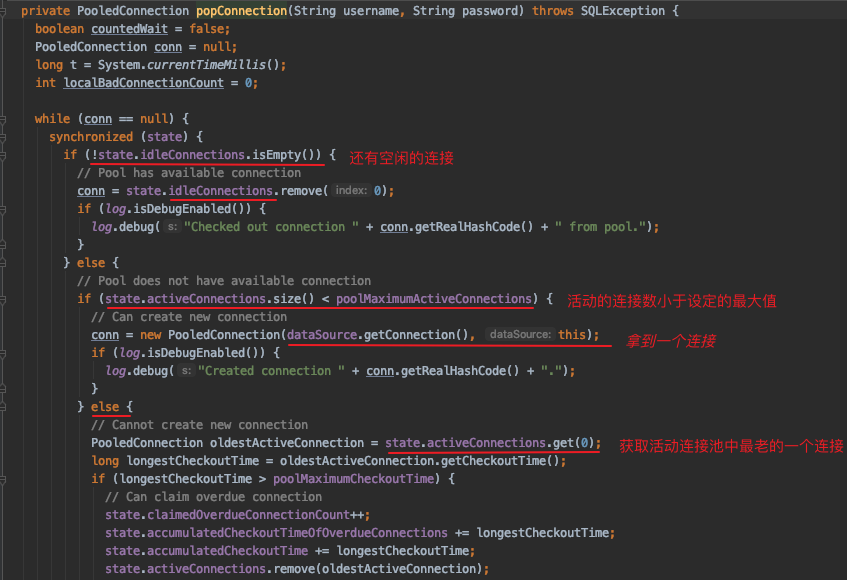 private PooledConnection popConnection(String username, String password) throws SQLException {
boolean countedWait = false;
PooledConnection conn = null;
long t = System.currentTimeMillis();
int localBadConnectionCount = 0;
while (conn == null) {
synchronized (state) {
if (!state.idleConnections.isEmpty()) { 还有空闲的连接
// Pool has available connection
conn = state.idleConnections.remove( index: 0);
if (log.isDebugEnabled()) {
log.debug( s: "Checked out connection " + conn.getRealHashCode() + " from pool.");
}
} else {
// Pool does not have available connection
if (state.activeConnections.size() < poolMaximumActiveConnections) { 活动的连接数小于设定的最大值
// Can create new connection
conn = new PooledConnection(dataSource.getConnection(), dataSource: this); 拿到一个连接
if (log.isDebugEnabled()) {
log.debug( s: "Created connection " + conn.getRealHashCode() + ".");
}
} else {
// Cannot create new connection
PooledConnection oldestActiveConnection = state.activeConnections.get(0); 获取活动连接池中最老的一个连接
long longestCheckoutTime = oldestActiveConnection.getCheckoutTime();
if (longestCheckoutTime > poolMaximumCheckoutTime) {
// Can claim overdue connection
state.claimedOverdueConnectionCount++;
state.accumulatedCheckoutTimeOfOverdueConnections += longestCheckoutTime;
state.accumulatedCheckoutTime += longestCheckoutTime;
state.activeConnections.remove(oldestActiveConnection);